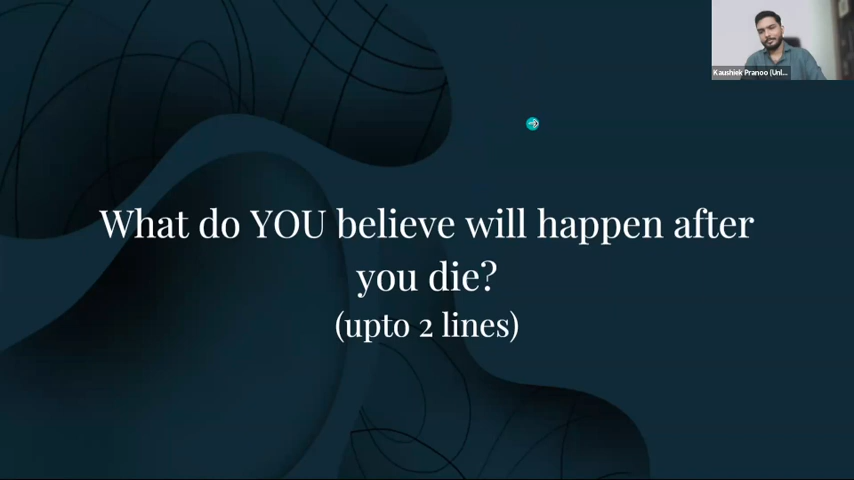 Kaushiek Pranoo (Unl...
What do YOU believe will happen after
you die?
(upto 2 lines)